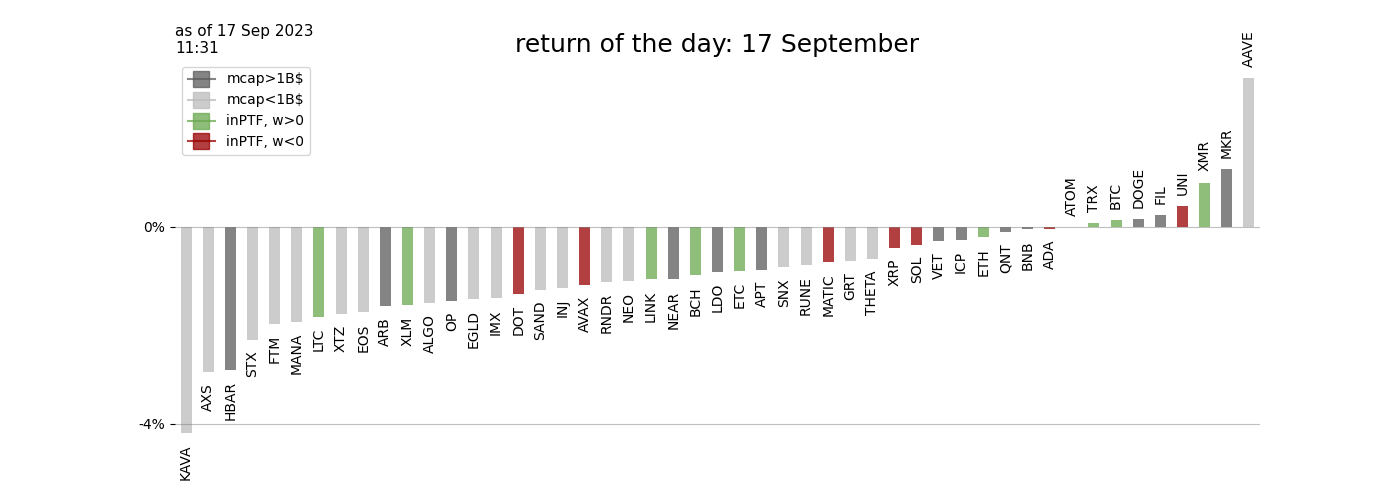 as of 17 Sep 2023
11:31
return of the day: 17 September
mcap>1B$
mcap<1B$
inPTF, w>0
inPTF, w<0
0%
-4%
KAVA
AXS
HBAR
STX
FTM
MANA
LTC
XTZ
EOS
ARB
XLM
ALGO
OP
EGLD
IMX
DOT
SAND
INJ
AVAX
RNDR
NEO
LINK
NEAR
BCH
LDO
ETC
APT
SNX
RUNE
MATIC
GRT
THETA
XRP
SOL
VET
ICP
ETH
QNT
BNB
ADA
ATOM
TRX
BTC
DOGE
FIL
UNI
XMR
MKR
AAVE